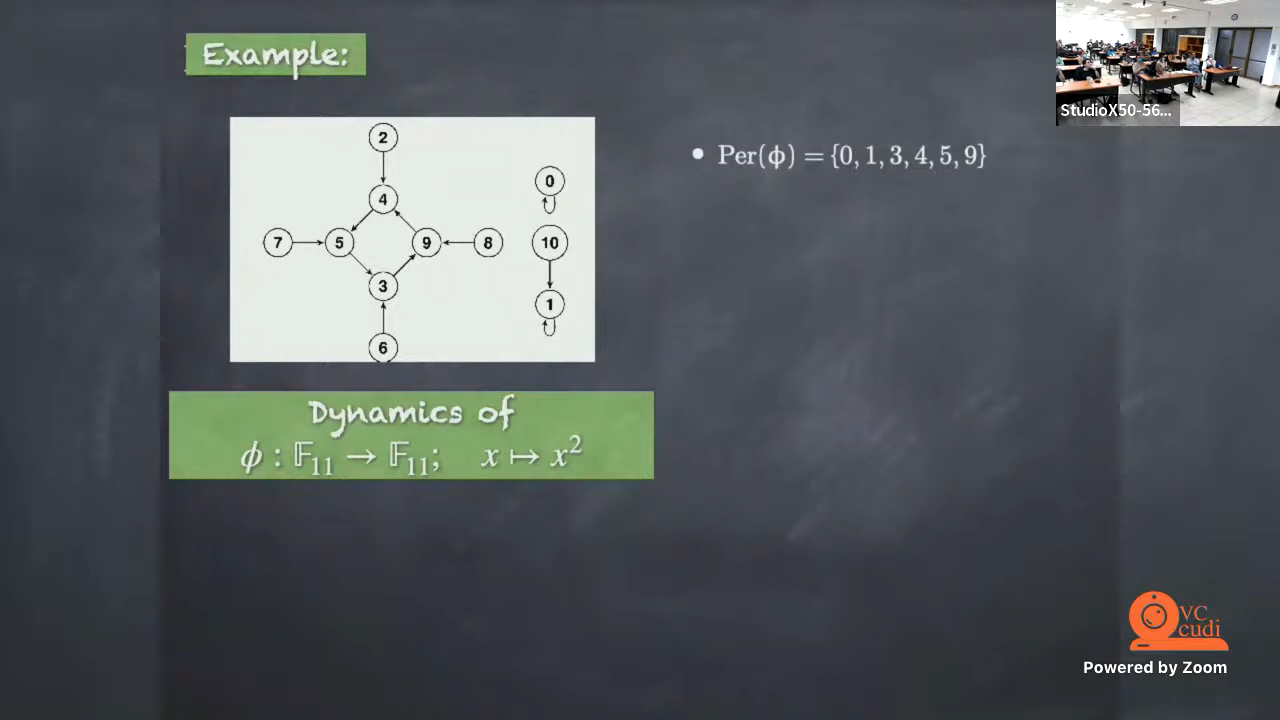 Example:
2
4
7
5
9
8
3
6
0
10
1
Dynamics of
ϕ : 𝔽₁₁ → 𝔽₁₁; x ↦ x²
• Per(ϕ) = {0, 1, 3, 4, 5, 9}
StudioX50-56...
VC
cudi
Powered by Zoom